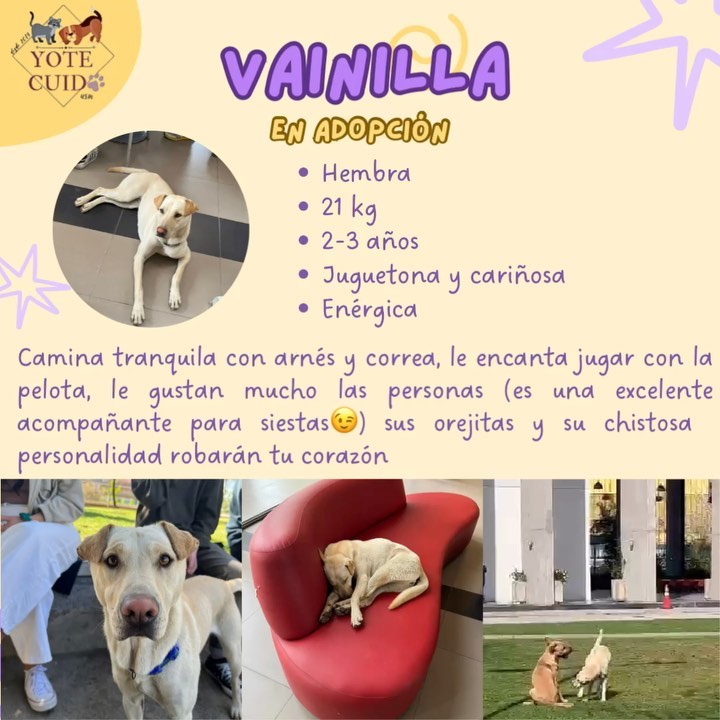 YOTE
CUIDO
VAINILLA
EN ADOPCIÓN
• Hembra
• 21 kg
• 2-3 años
• Juguetona y cariñosa
• Enérgica
Camina tranquila con arnés y correa, le encanta jugar con la
pelota, le gustan mucho las personas (es una excelente
acompañante para siestas😉) sus orejitas y su chistosa
personalidad robarán tu corazón